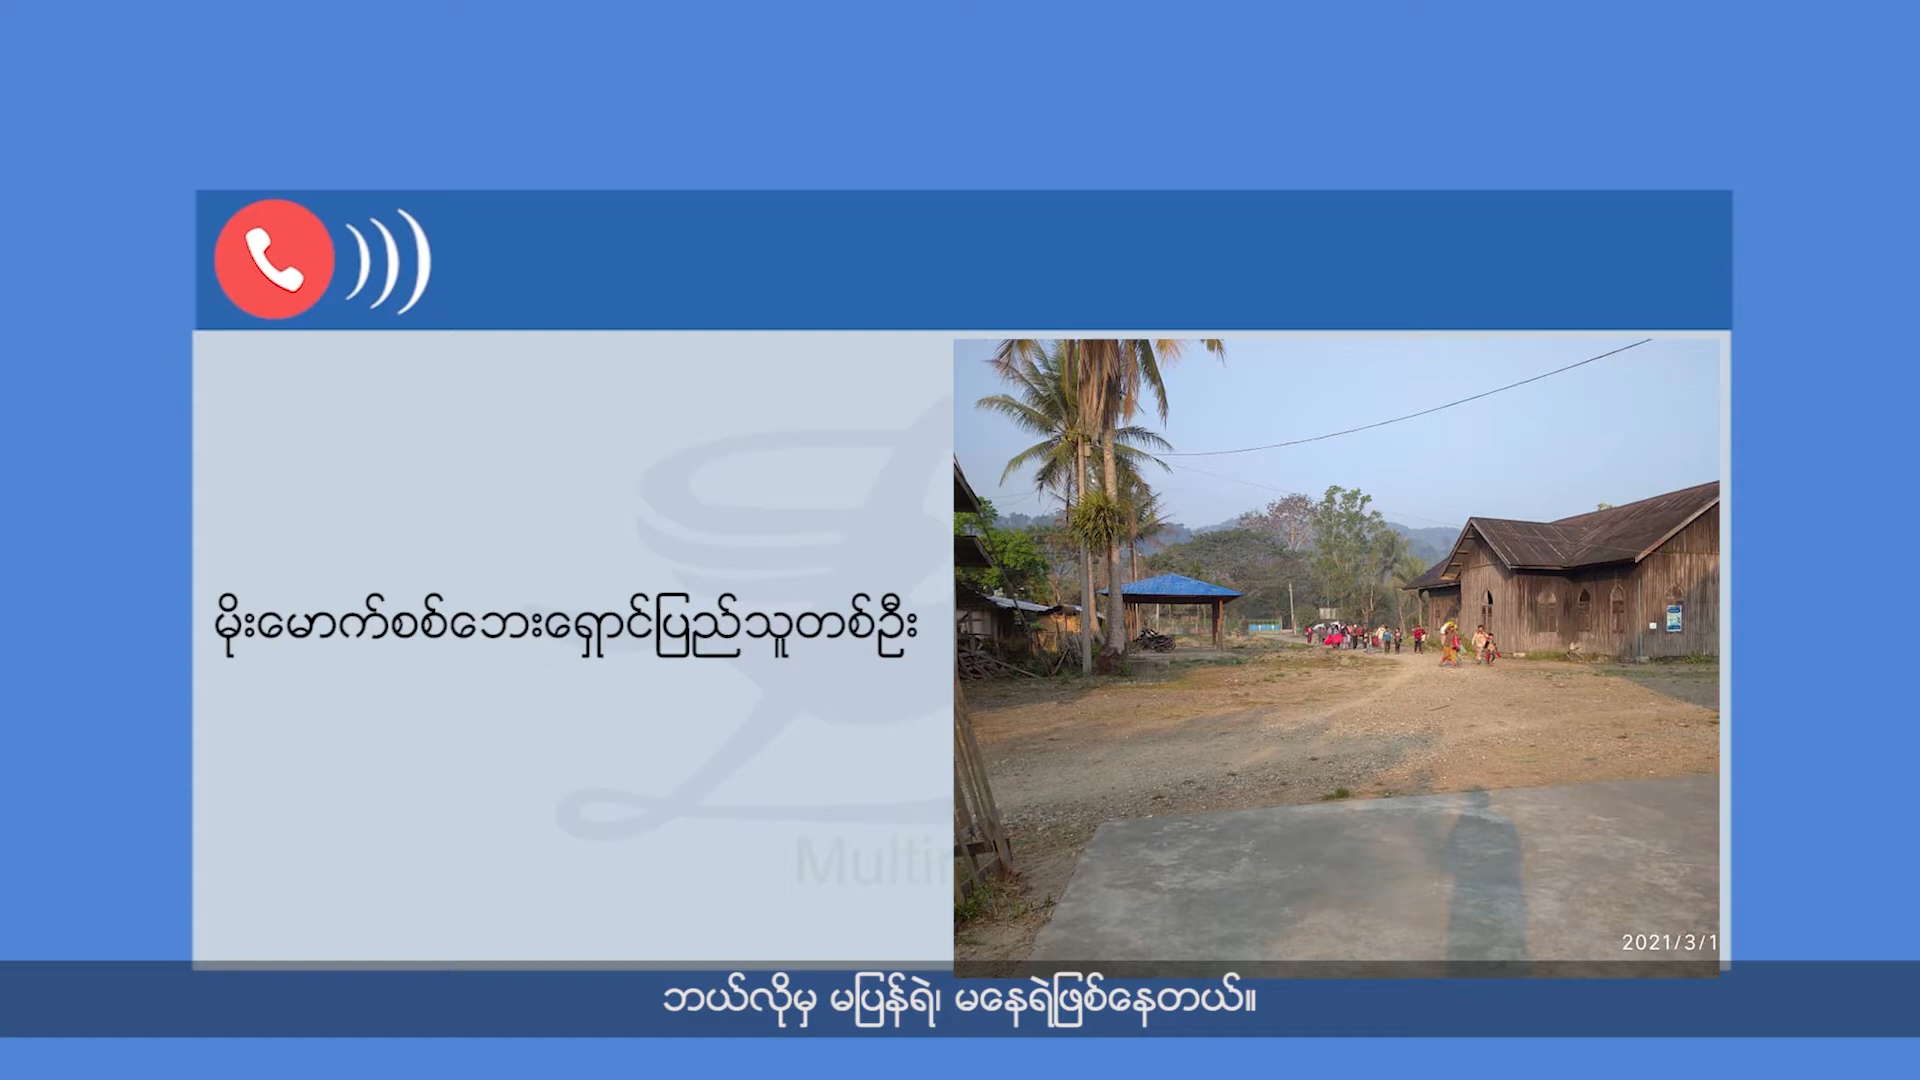 မိုးမောက်စစ်ဘေးရှောင်ပြည်သူတစ်ဦး
2021/3/1
ဘယ်လိုမှ မပြန်ရဲ၊ မနေရဲဖြစ်နေတယ်။